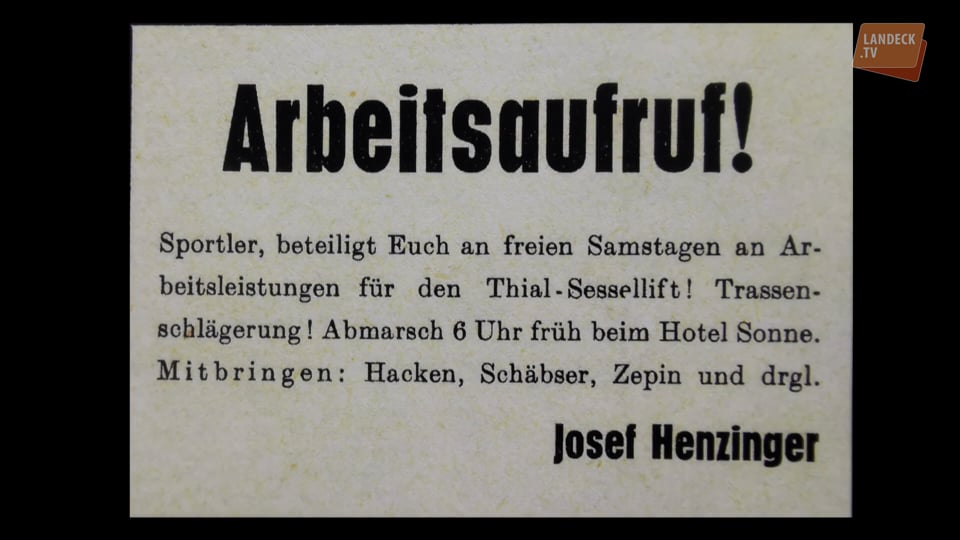 LANDECK
.TV
Arbeitsaufruf!
Sportler, beteiligt Euch an freien Samstagen an Ar-
beitsleistungen für den Thial-Sessellift! Trassen-
schlägerung! Abmarsch 6 Uhr früh beim Hotel Sonne.
Mitbringen: Hacken, Schäbser, Zepin und drgl.
Josef Henzinger